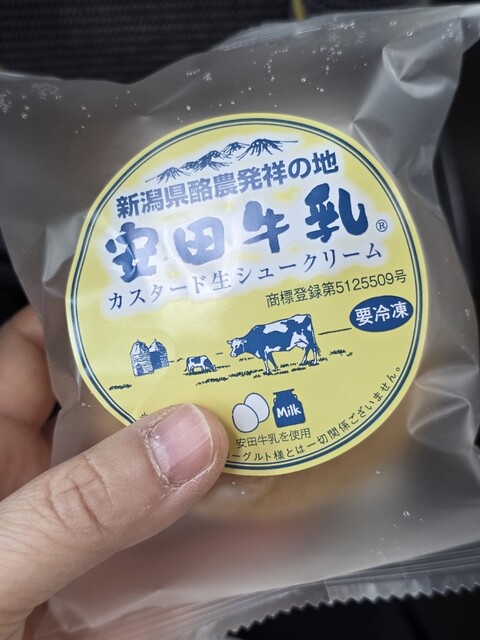 新潟県酪農発祥の地
安田牛乳®
カスタード生シュークリーム
商標登録第5125509号
要冷凍
Milk
安田牛乳を使用
ーグルト様とは一切関係ございません。